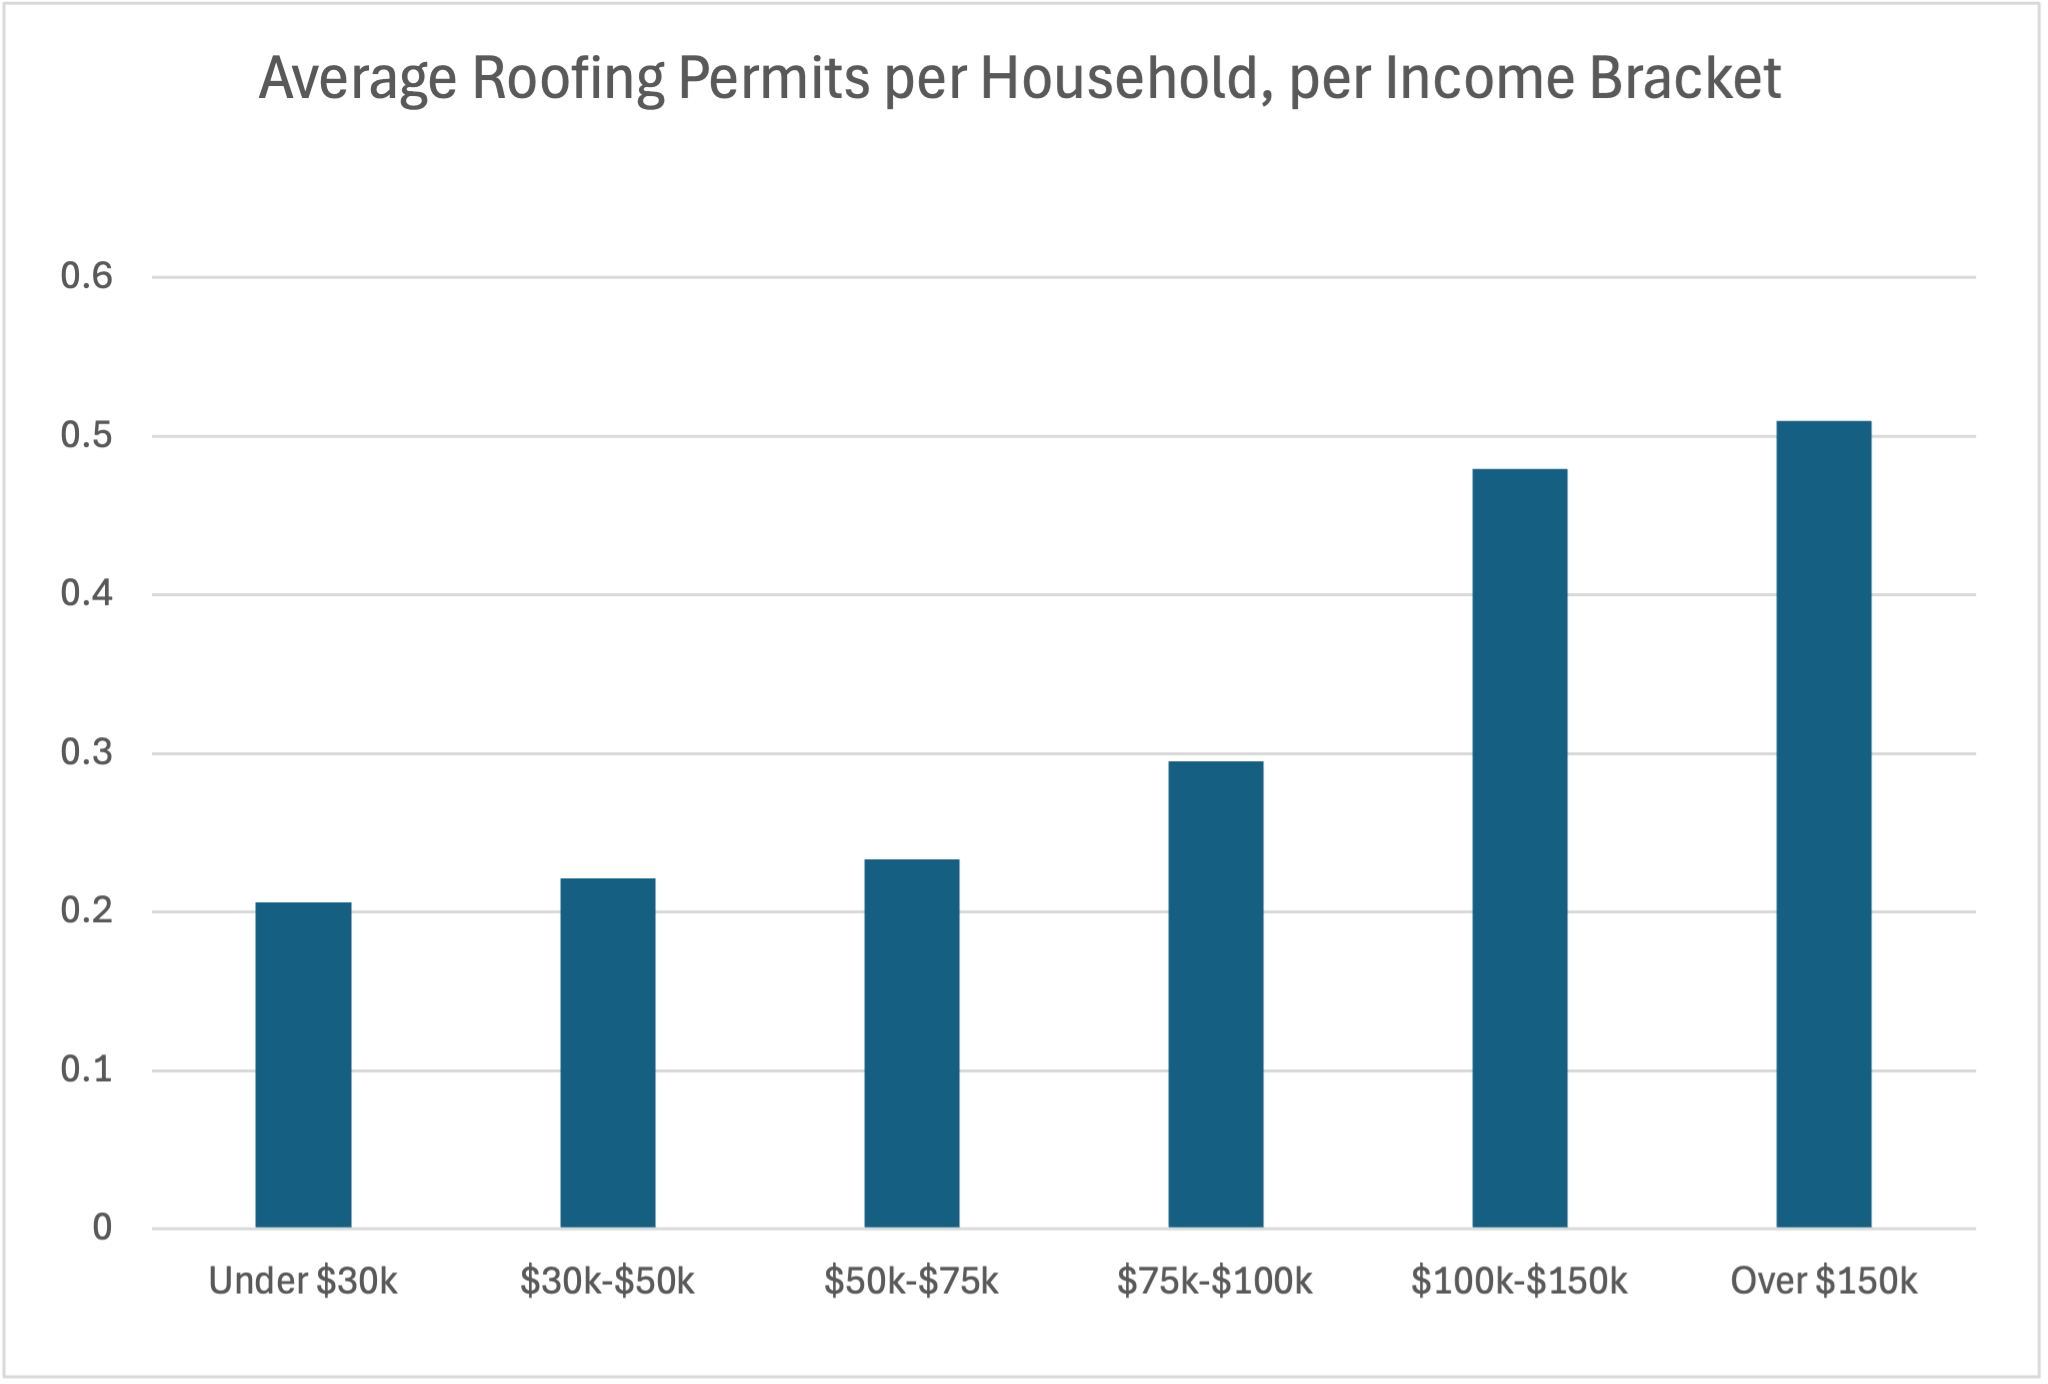 Average Roofing Permits per Household, per Income Bracket
0.6
0.5
0.4
0.3
0.2
0.1
0
Under $30k
$30k-$50k
$50k-$75k
$75k-$100k
$100k-$150k
Over $150k